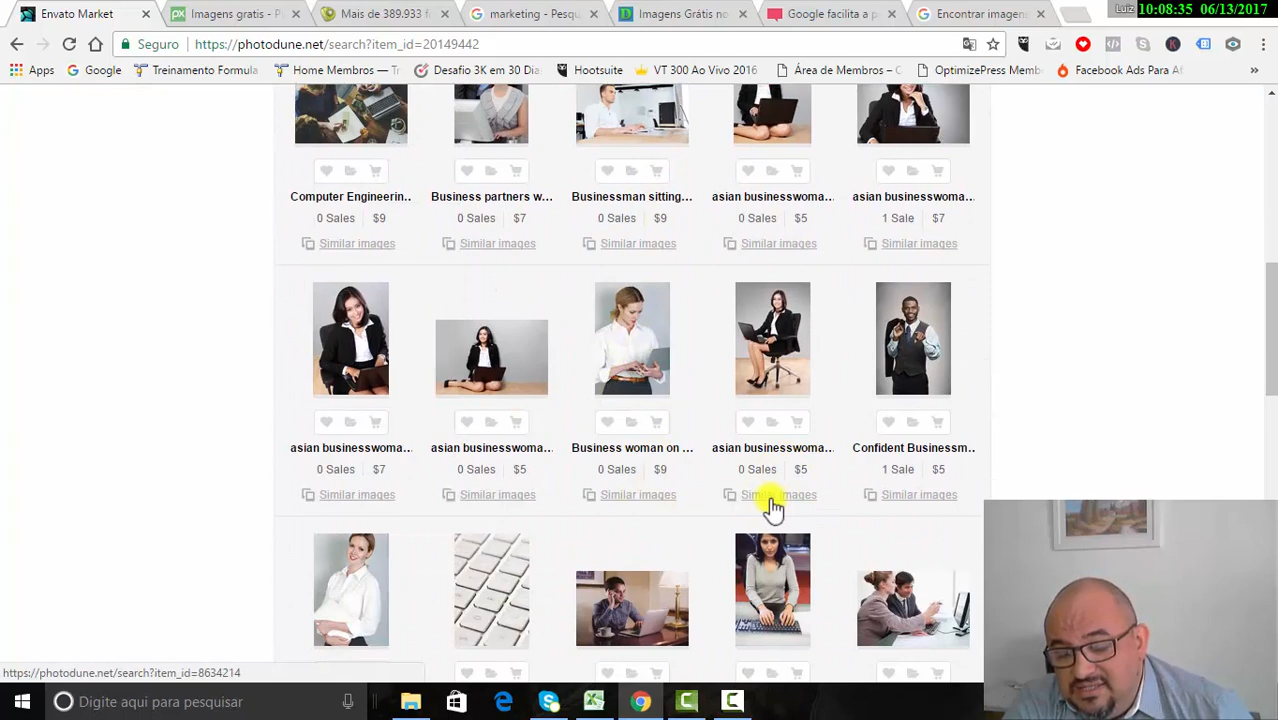 Luiz 10:08:35 06/13/2017
Envato Market
Imagens gratis - P
Mais de 389.933 f
marketing - Pesqu
Imagens Grátis no
Google facilita a p
Encontrar imagens
Seguro https://photodune.net/search?item_id=20149442
Apps Google Treinamento Formula Home Membros — T Desafio 3K em 30 Dia Hootsuite VT 300 Ao Vivo 2016 Área de Membros – C OptimizePress Memb Facebook Ads Para Af »
Computer Engineerin.. Business partners w... Businessman sitting... asian businesswoma... asian businesswoma...
0 Sales $9 0 Sales $7 0 Sales $9 0 Sales $5 1 Sale $7
Similar images Similar images Similar images Similar images Similar images
asian businesswoma... asian businesswoma... Business woman on ... asian businesswoma... Confident Businessm..
0 Sales $7 0 Sales $5 0 Sales $9 0 Sales $5 1 Sale $5
Similar images Similar images Similar images Similar images Similar images
https://photodune.net/search?item_id=8634214
Digite aqui para pesquisar